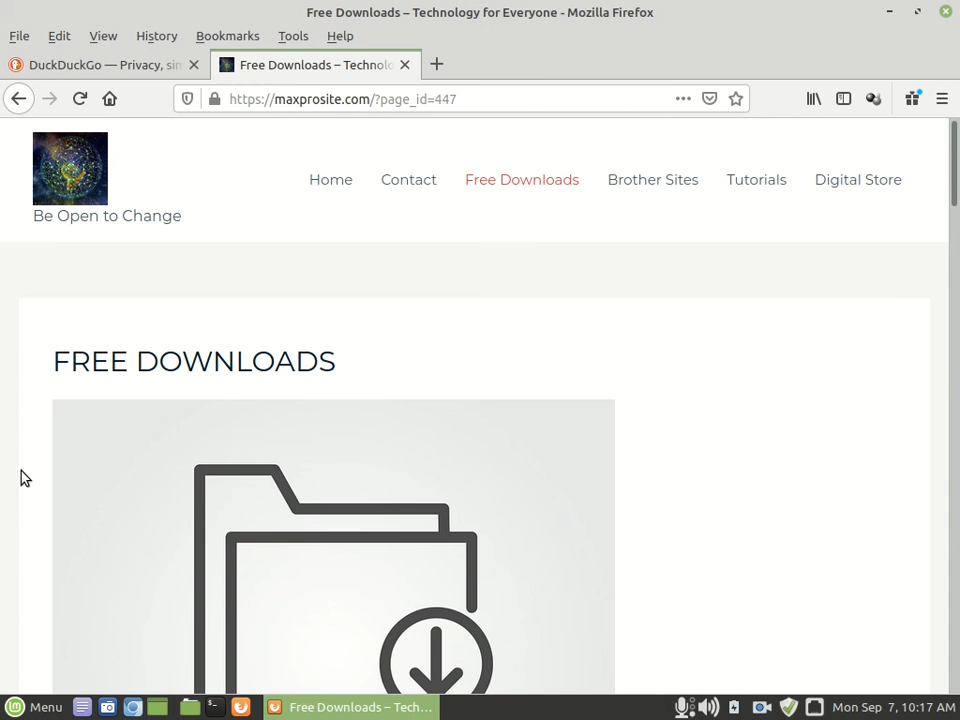 Free Downloads – Technology for Everyone - Mozilla Firefox
File Edit View History Bookmarks Tools Help
DuckDuckGo — Privacy, sim
Free Downloads – Technolo
https://maxprosite.com/?page_id=447
Be Open to Change
Home Contact Free Downloads Brother Sites Tutorials Digital Store
FREE DOWNLOADS
Menu
Free Downloads – Tech...
Mon Sep 7, 10:17 AM